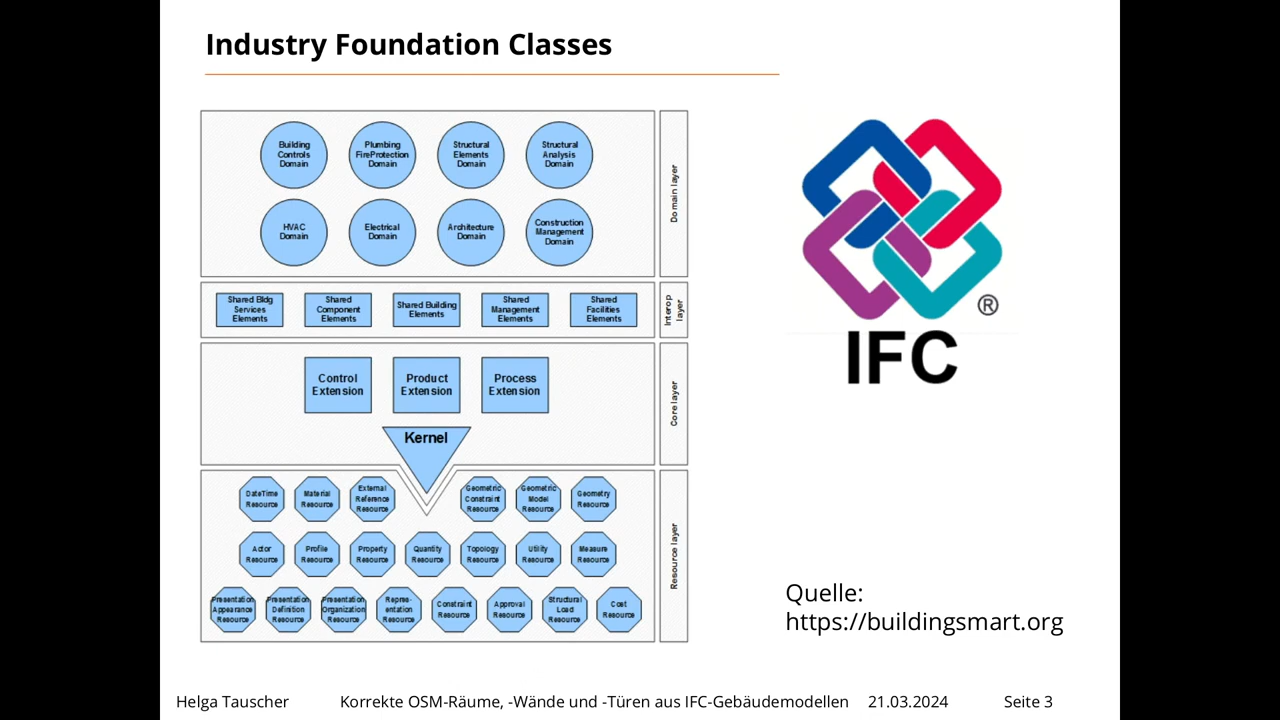 Industry Foundation Classes
Building
Controls
Domain
Plumbing
FireProtection
Domain
Structural
Elements
Domain
Structural
Analysis
Domain
HVAC
Domain
Electrical
Domain
Architecture
Domain
Construction
Management
Domain
Domain layer
Shared Bldg
Services
Elements
Shared
Component
Elements
Shared Building
Elements
Shared
Management
Elements
Shared
Facilities
Elements
Interop
layer
Control
Extension
Product
Extension
Process
Extension
Kernel
Core layer
DateTime
Resource
Material
Resource
External
Reference
Resource
Geometric
Constraint
Resource
Geometric
Model
Resource
Geometry
Resource
Actor
Resource
Profile
Resource
Property
Resource
Quantity
Resource
Topology
Resource
Utility
Resource
Measure
Resource
Presentation
Appearance
Resource
Presentation
Definition
Resource
Presentation
Organization
Resource
Repres-
entation
Resource
Constraint
Resource
Approval
Resource
Structural
Load
Resource
Cost
Resource
Resource layer
®
IFC
Quelle:
https://buildingsmart.org
Helga Tauscher
Korrekte OSM-Räume, -Wände und -Türen aus IFC-Gebäudemodellen
21.03.2024
Seite 3